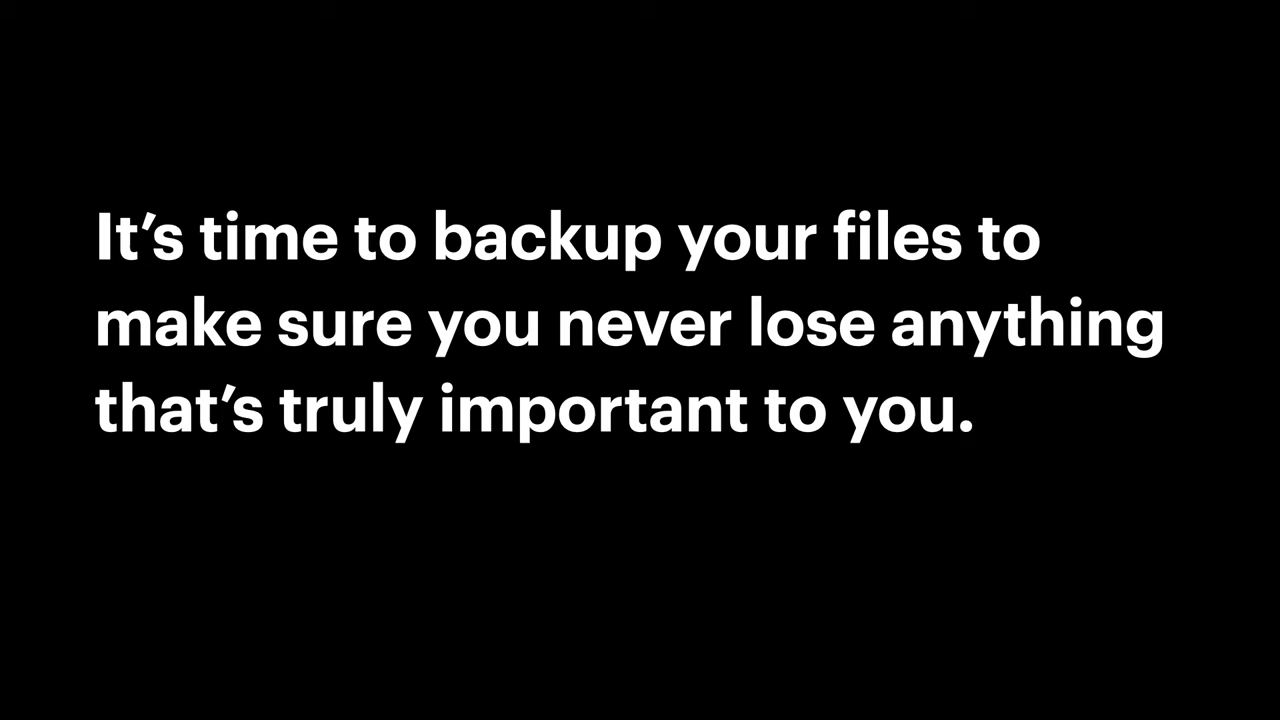 It’s time to backup your files to
make sure you never lose anything
that’s truly important to you.